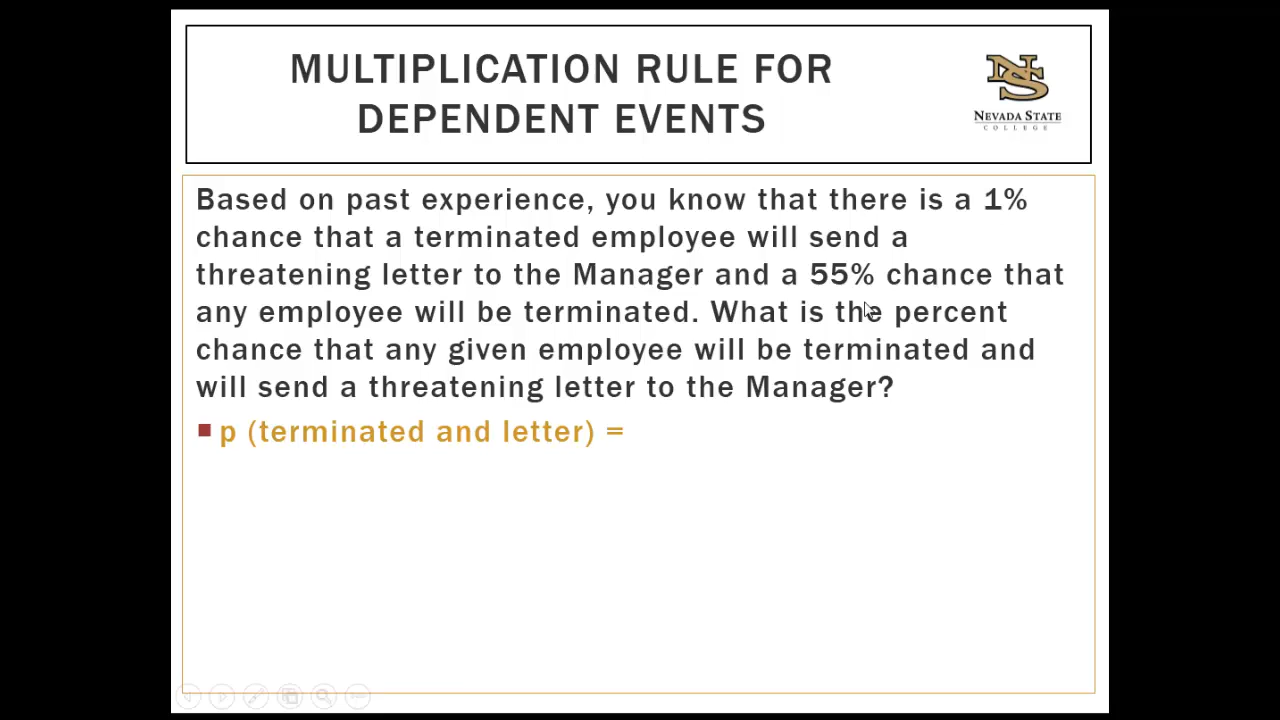 MULTIPLICATION RULE FOR
DEPENDENT EVENTS
NS
NEVADA STATE
COLLEGE
Based on past experience, you know that there is a 1%
chance that a terminated employee will send a
threatening letter to the Manager and a 55% chance that
any employee will be terminated. What is the percent
chance that any given employee will be terminated and
will send a threatening letter to the Manager?
p (terminated and letter) =